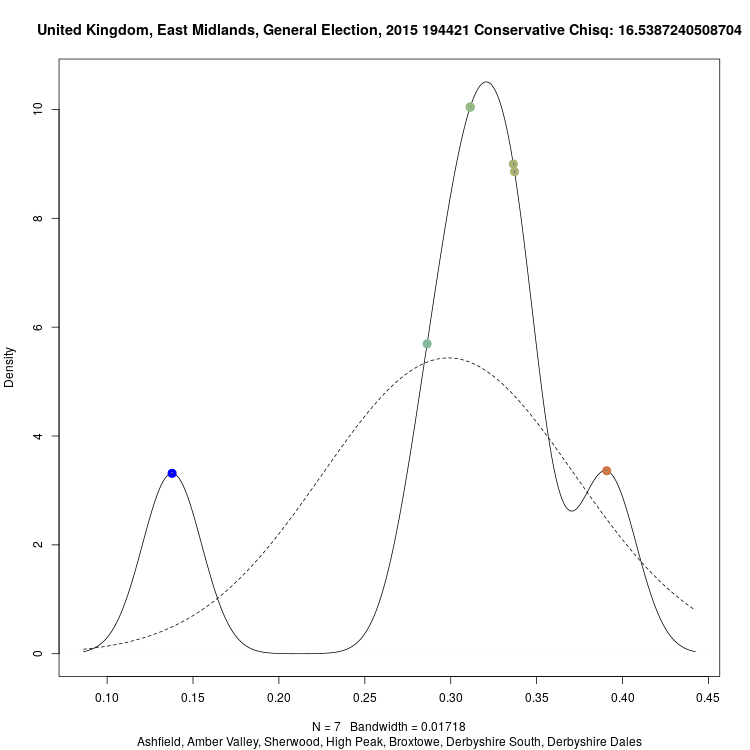 United Kingdom, East Midlands, General Election, 2015 194421 Conservative Chisq: 16.5387240508704
Density
10
8
6
4
2
0
0.10 0.15 0.20 0.25 0.30 0.35 0.40 0.45
N = 7 Bandwidth = 0.01718
Ashfield, Amber Valley, Sherwood, High Peak, Broxtowe, Derbyshire South, Derbyshire Dales